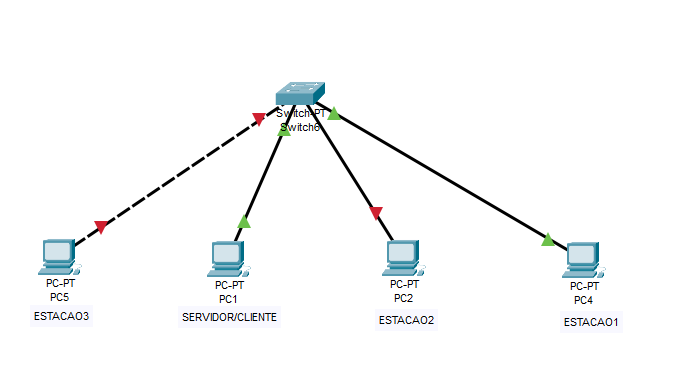 Switch-PT
Switch6
PC-PT
PC5
ESTACAO3
PC-PT
PC1
SERVIDOR/CLIENTE
PC-PT
PC2
ESTACAO2
PC-PT
PC4
ESTACAO1